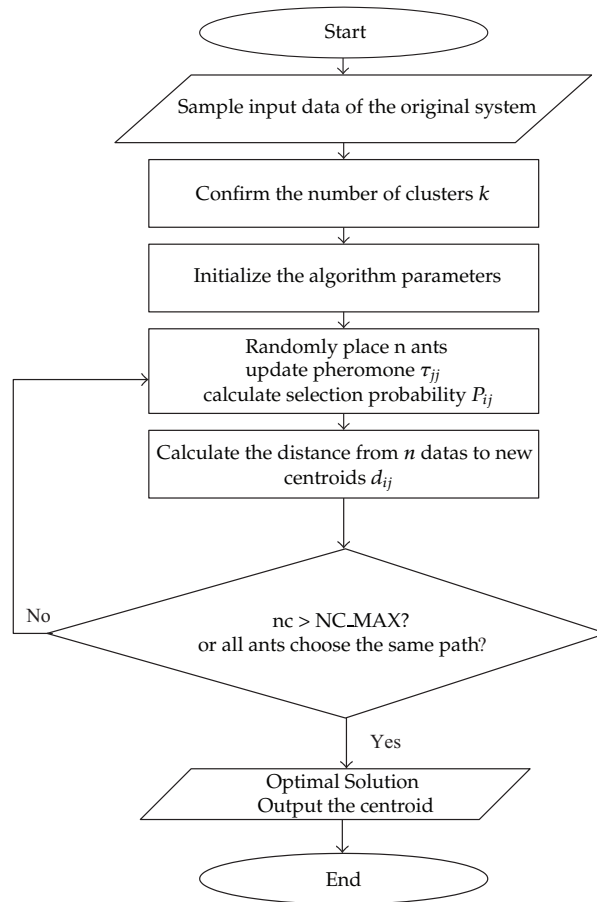 Start
Sample input data of the original system
Confirm the number of clusters k
Initialize the algorithm parameters
Randomly place n ants
update pheromone τjj
calculate selection probability Pij
Calculate the distance from n datas to new
centroids dij
No
nc > NC_MAX?
or all ants choose the same path?
Yes
Optimal Solution
Output the centroid
End